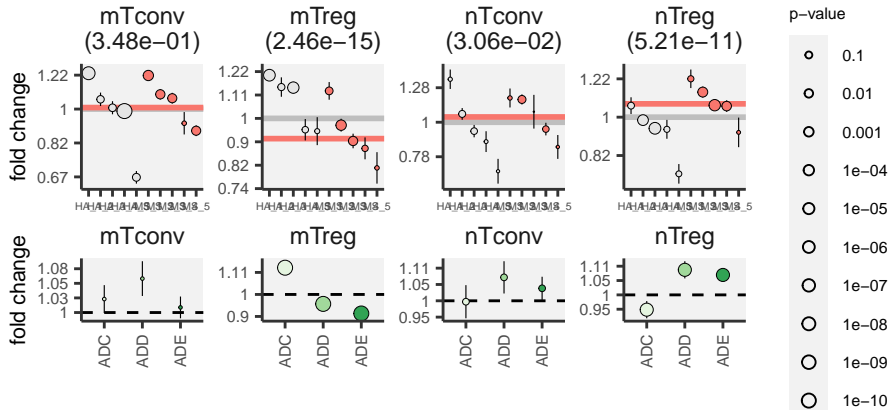 mTconv
(3.48e−01)
mTreg
(2.46e−15)
nTconv
(3.06e−02)
nTreg
(5.21e−11)
p−value
fold change
1.22
1
0.82
0.67
1.22
1.11
1
0.9
0.82
0.74
1.28
1
0.78
1.22
1
0.82
0.1
0.01
0.001
1e−04
1e−05
1e−06
1e−07
1e−08
1e−09
1e−10
mTconv
mTreg
nTconv
nTreg
fold change
1.08
1.05
1.03
1
1.11
1
0.9
1.11
1.05
1
0.95
1.11
1.05
1
0.95
ADC
ADD
ADE
ADC
ADD
ADE
ADC
ADD
ADE
ADC
ADD
ADE